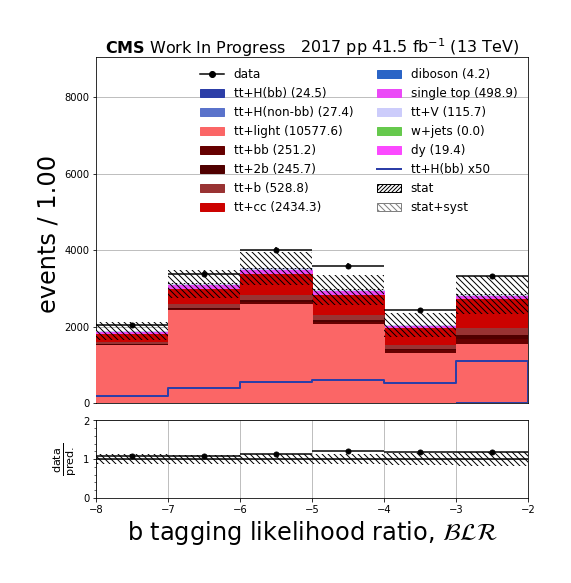 CMS Work In Progress 2017 pp 41.5 fb⁻¹ (13 TeV)
data
tt+H(bb) (24.5)
tt+H(non-bb) (27.4)
tt+light (10577.6)
tt+bb (251.2)
tt+2b (245.7)
tt+b (528.8)
tt+cc (2434.3)
diboson (4.2)
single top (498.9)
tt+V (115.7)
w+jets (0.0)
dy (19.4)
tt+H(bb) x50
stat
stat+syst
events / 1.00
8000
6000
4000
2000
0
data
pred.
2
1
0
−8 −7 −6 −5 −4 −3 −2
b tagging likelihood ratio, 𝓑𝓛𝓡